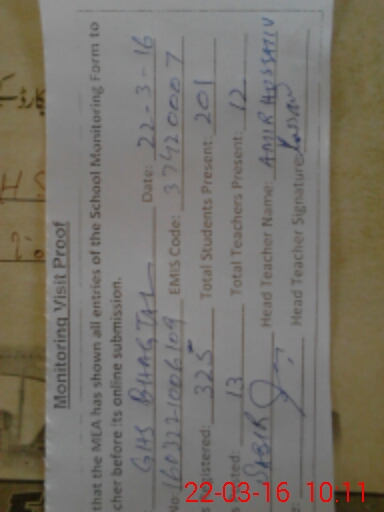 Monitoring Visit Proof
that the MEA has shown all entries of the School Monitoring Form to
cher before its online submission.
GHS BHAGTAL Date: 22-3-16
No: EMIS Code: 37420007
istered: 325 Total Students Present: 201
ted: 13 Total Teachers Present: 12
Head Teacher Name: AMIR HUSSAIN
Head Teacher Signature
22-03-16 10:11